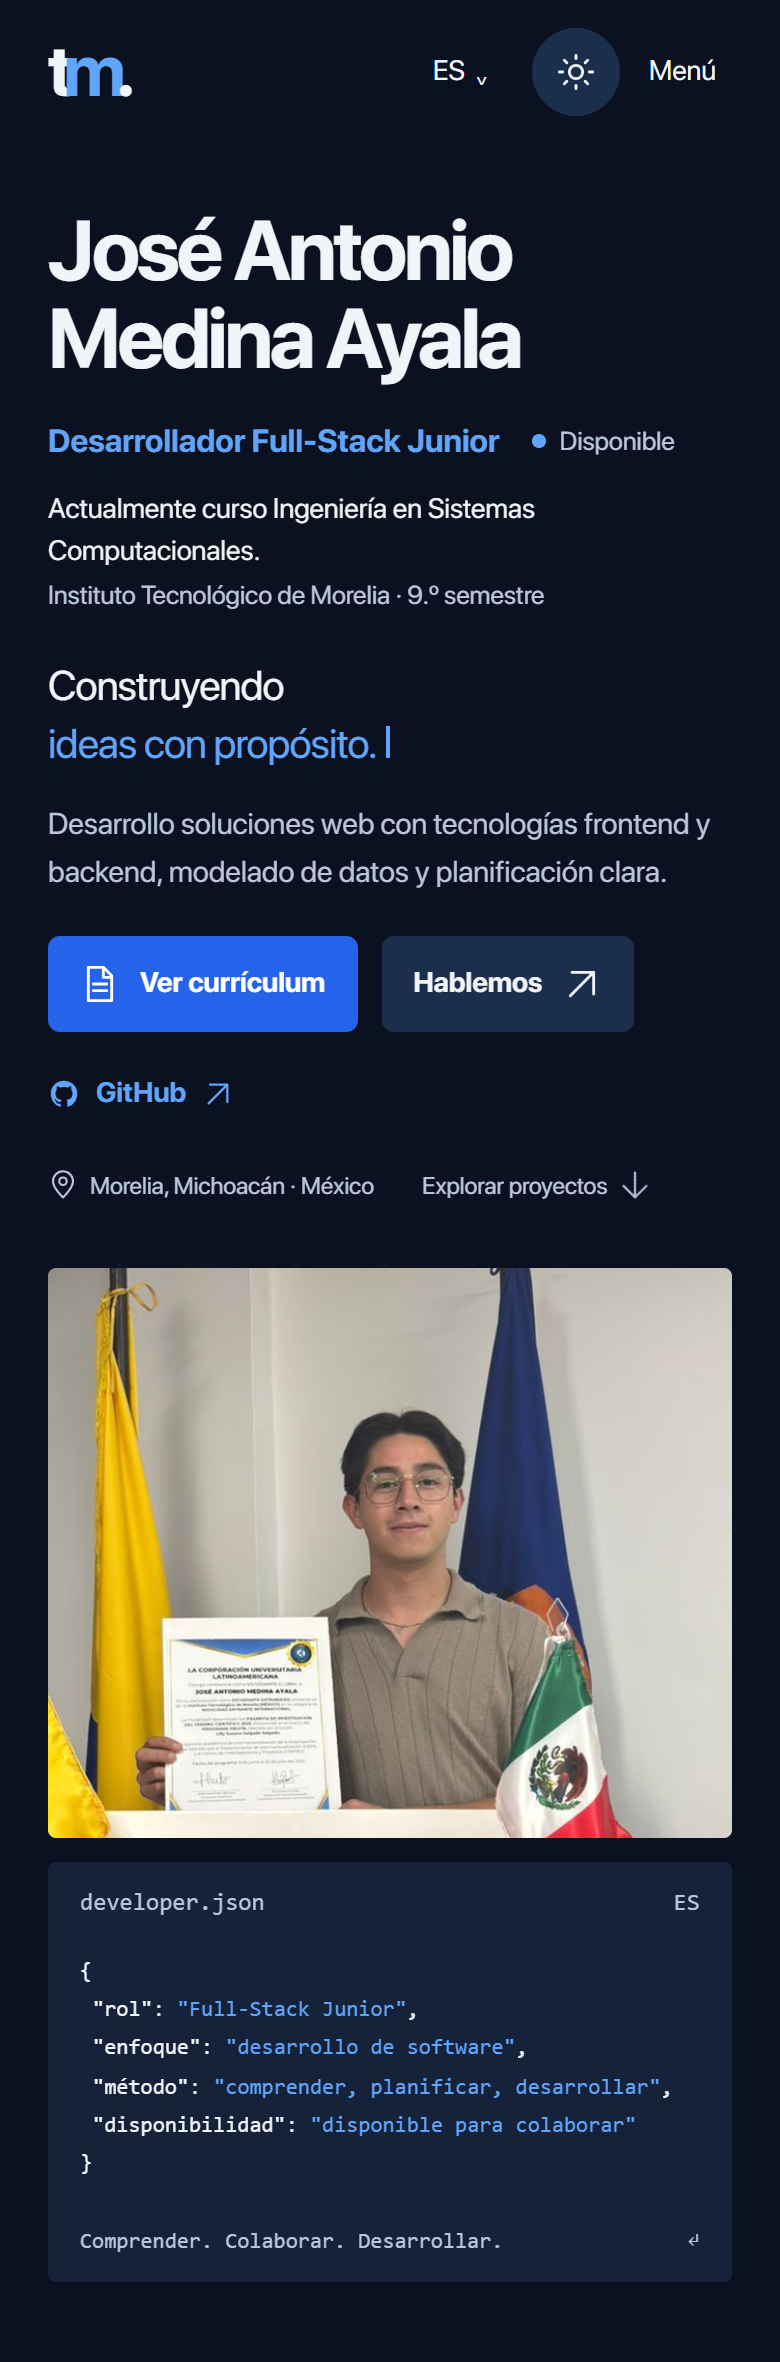 tm.
ES
Menú
José Antonio
Medina Ayala
Desarrollador Full-Stack Junior
Disponible
Actualmente curso Ingeniería en Sistemas
Computacionales.
Instituto Tecnológico de Morelia · 9.º semestre
Construyendo
ideas con propósito.
Desarrollo soluciones web con tecnologías frontend y
backend, modelado de datos y planificación clara.
Ver currículum
Hablemos
GitHub
Morelia, Michoacán · México
Explorar proyectos
LA CORPORACIÓN UNIVERSITARIA
LATINOAMERICANA
JOSÉ ANTONIO MEDINA AYALA
developer.json
ES
{
"rol": "Full-Stack Junior",
"enfoque": "desarrollo de software",
"método": "comprender, planificar, desarrollar",
"disponibilidad": "disponible para colaborar"
}
Comprender. Colaborar. Desarrollar.